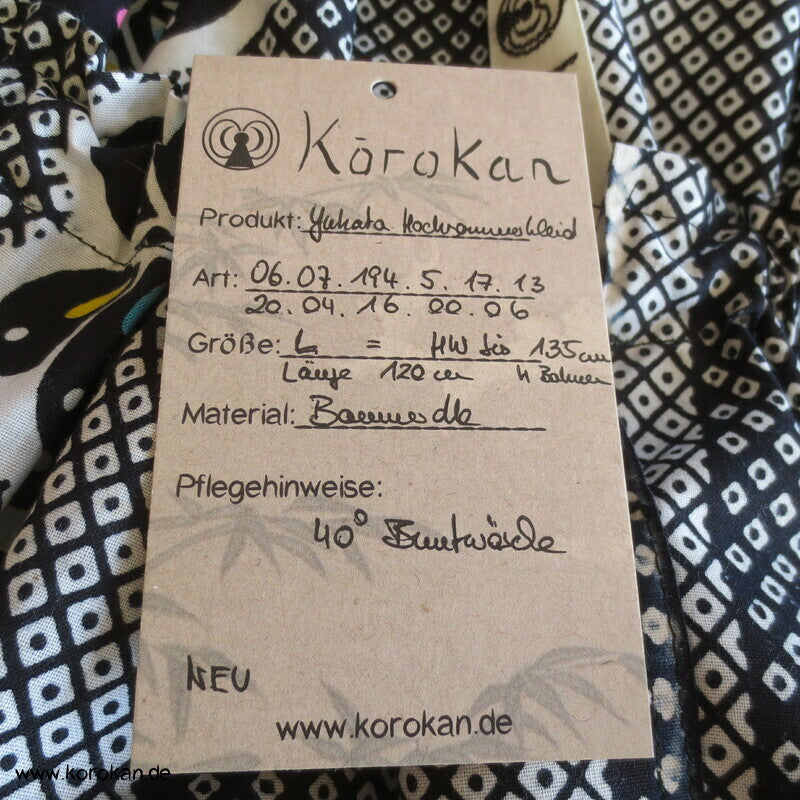 Kōrokan
Produkt: Yukata Hochsommerkleid
Art: 06.07.194.5.17.13
20.04.16.00.06
Größe: L = HW bis 135cm
Länge 120 cm 4 Bahnen
Material: Baumwolle
Pflegehinweise:
40° Buntwäsche
NEU
www.korokan.de
www.korokan.de